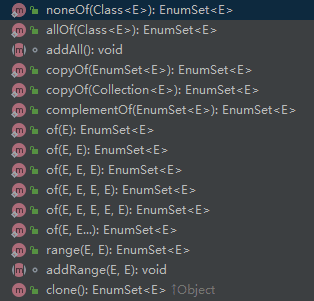 noneOf(Class<E>): EnumSet<E>
allOf(Class<E>): EnumSet<E>
addAll(): void
copyOf(EnumSet<E>): EnumSet<E>
copyOf(Collection<E>): EnumSet<E>
complementOf(EnumSet<E>): EnumSet<E>
of(E): EnumSet<E>
of(E, E): EnumSet<E>
of(E, E, E): EnumSet<E>
of(E, E, E, E): EnumSet<E>
of(E, E, E, E, E): EnumSet<E>
of(E, E...): EnumSet<E>
range(E, E): EnumSet<E>
addRange(E, E): void
clone(): EnumSet<E> ↑Object